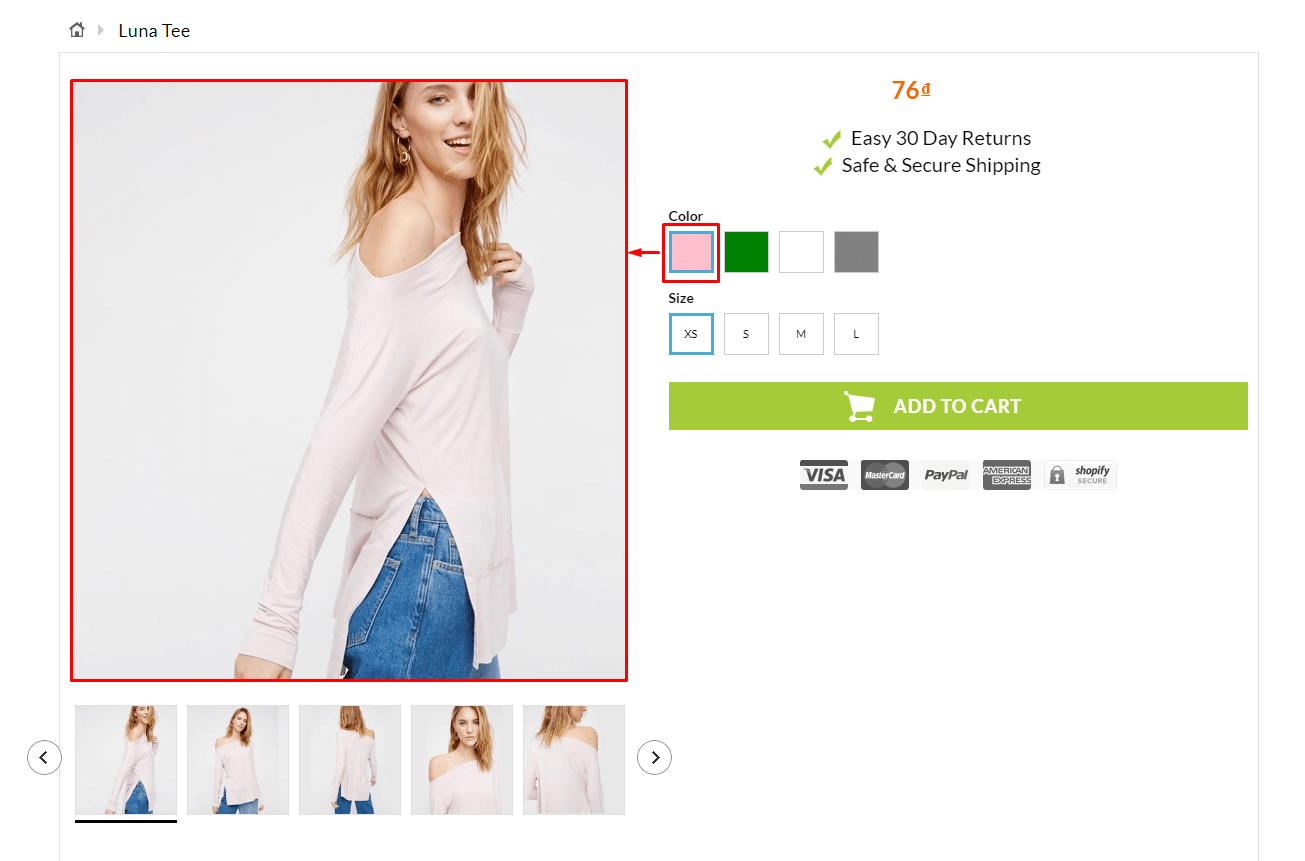 Luna Tee
76₫
Easy 30 Day Returns
Safe & Secure Shipping
Color
Size
XS
S
M
L
ADD TO CART
VISA
MasterCard
PayPal
AMERICAN EXPRESS
shopify SECURE